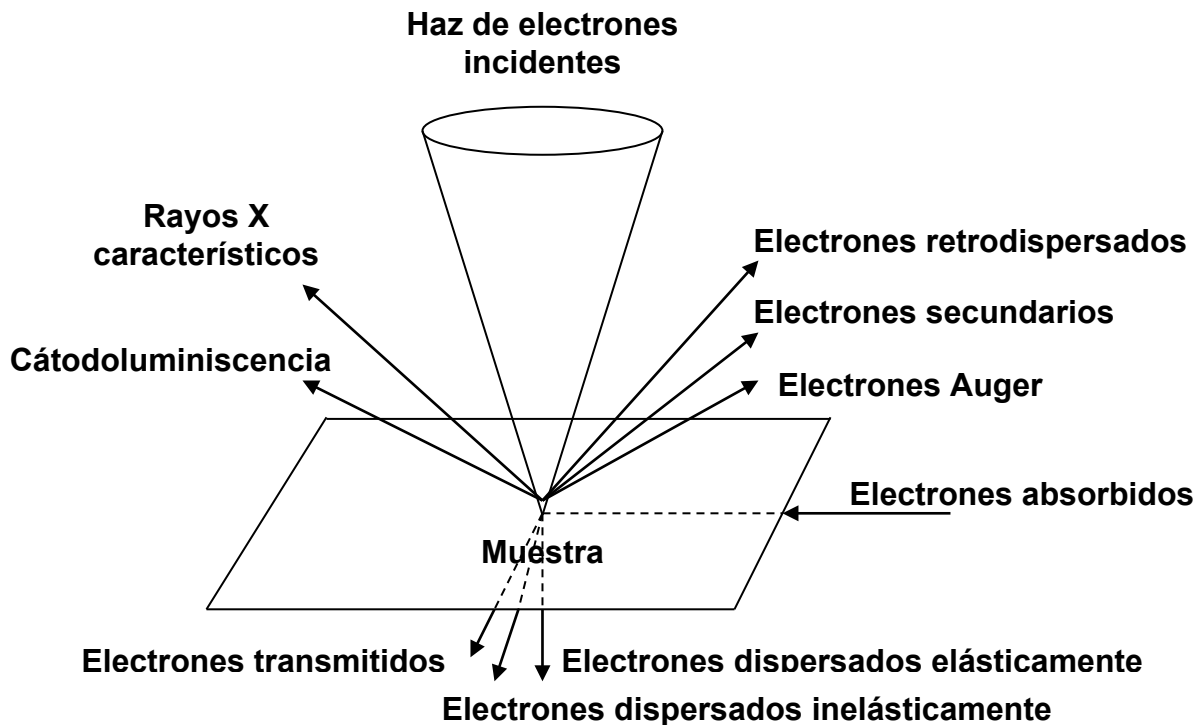 Haz de electrones
incidentes
Rayos X
característicos
Electrones retrodispersados
Electrones secundarios
Cátodoluminiscencia
Electrones Auger
Electrones absorbidos
Muestra
Electrones transmitidos
Electrones dispersados elásticamente
Electrones dispersados inelásticamente